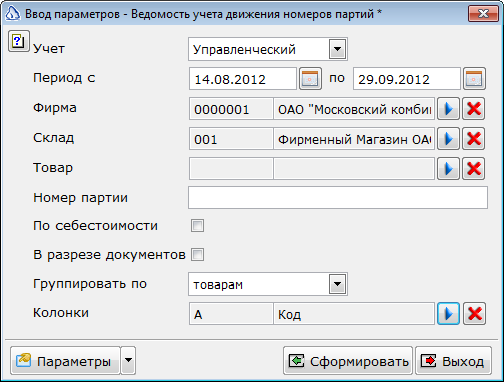 Ввод параметров - Ведомость учета движения номеров партий *
Учет Управленческий
Период с 14.08.2012 по 29.09.2012
Фирма 0000001 ОАО "Московский комбин
Склад 001 Фирменный Магазин ОАО
Товар
Номер партии
По себестоимости
В разрезе документов
Группировать по товарам
Колонки А Код
Параметры Сформировать Выход